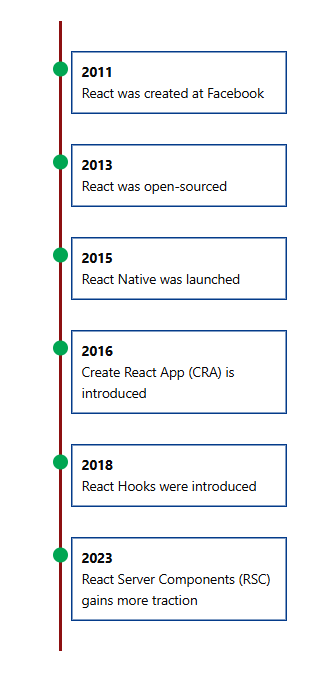 2011
React was created at Facebook
2013
React was open-sourced
2015
React Native was launched
2016
Create React App (CRA) is
introduced
2018
React Hooks were introduced
2023
React Server Components (RSC)
gains more traction